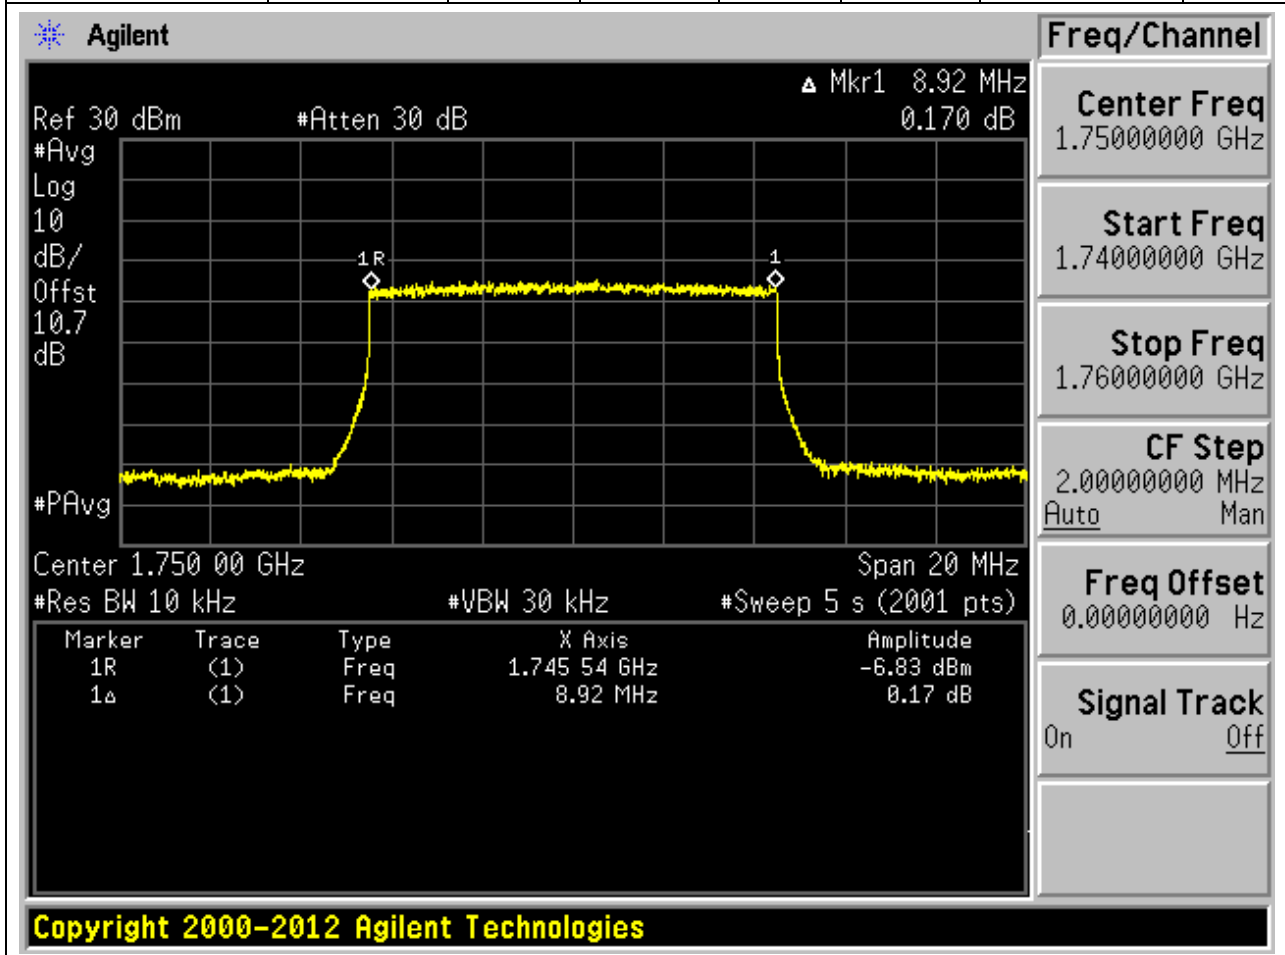 Agilent
Freq/Channel
▵ Mkr1 8.92 MHz
Ref 30 dBm #Atten 30 dB 0.170 dB
#Avg
Log
10
dB/
Offst
10.7
dB
#PAvg
1R
1
Center 1.750 00 GHz Span 20 MHz
#Res BW 10 kHz #VBW 30 kHz #Sweep 5 s (2001 pts)
Marker Trace Type X Axis Amplitude
1R (1) Freq 1.745 54 GHz -6.83 dBm
1▵ (1) Freq 8.92 MHz 0.17 dB
Center Freq
1.75000000 GHz
Start Freq
1.74000000 GHz
Stop Freq
1.76000000 GHz
CF Step
2.00000000 MHz
Auto Man
Freq Offset
0.00000000 Hz
Signal Track
On Off
Copyright 2000-2012 Agilent Technologies